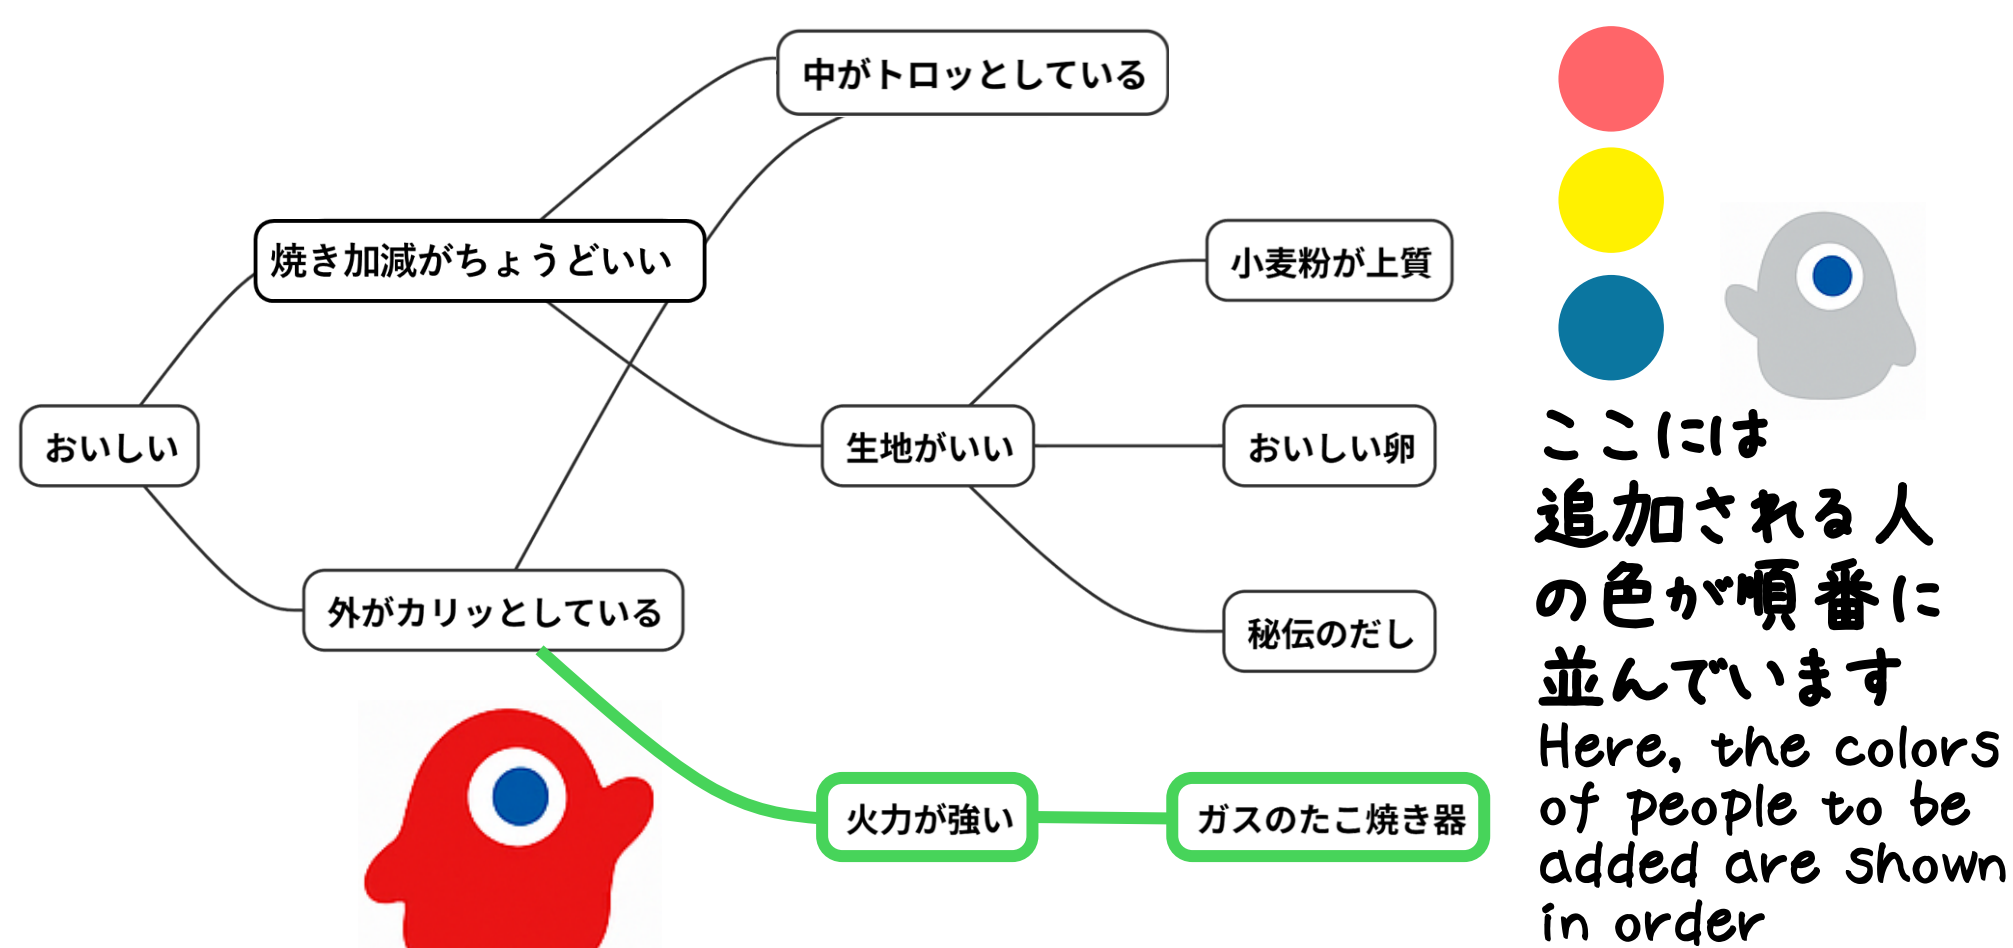 中がトロッとしている
焼き加減がちょうどいい
小麦粉が上質
おいしい
生地がいい
おいしい卵
外がカリッとしている
秘伝のだし
火力が強い
ガスのたこ焼き器
ここには
追加される人
の色が順番に
並んでいます
Here, the colors
of people to be
added are shown
in order